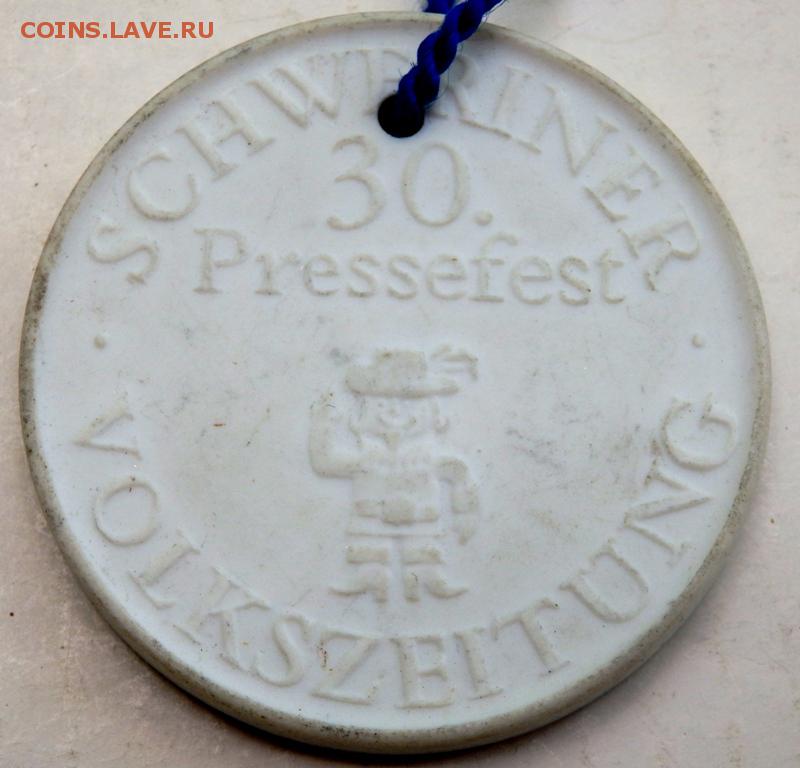 COINS.LAVE.RU
SCHWERINER
30.
Pressefest
VOLKSZEITUNG